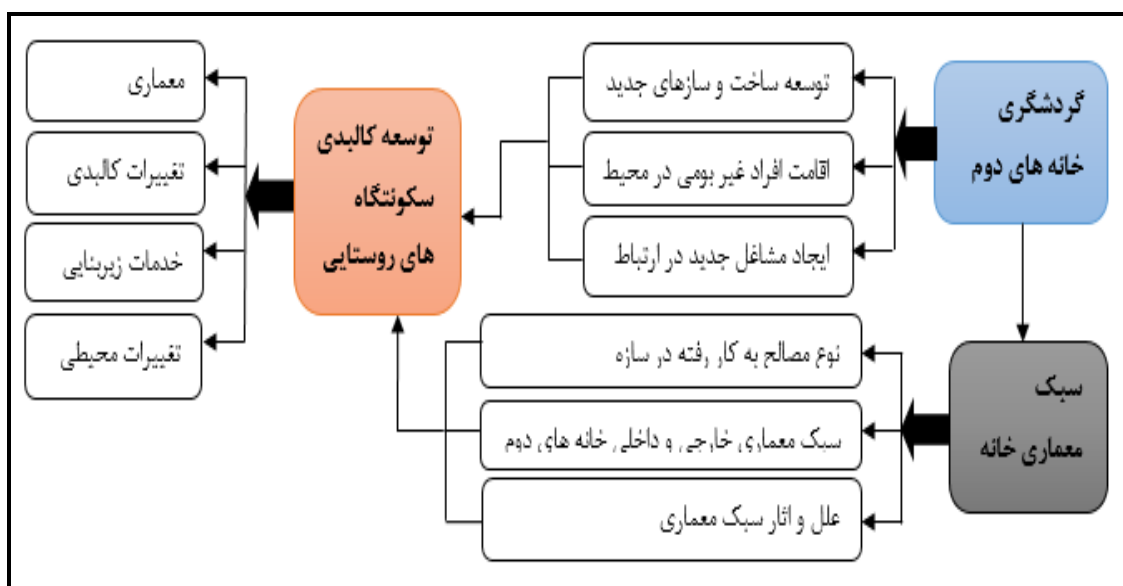 گردشگری
خانه های دوم
توسعه ساخت و سازهای جدید
اقامت افراد غیر بومی در محیط
ایجاد مشاغل جدید در ارتباط
سبک
معماری خانه
نوع مصالح به کار رفته در سازه
سبک معماری خارجی و داخلی خانه های دوم
علل و اثار سبک معماری
توسعه کالبدی
سکونتگاه
های روستایی
معماری
تغییرات کالبدی
خدمات زیربنایی
تغییرات محیطی